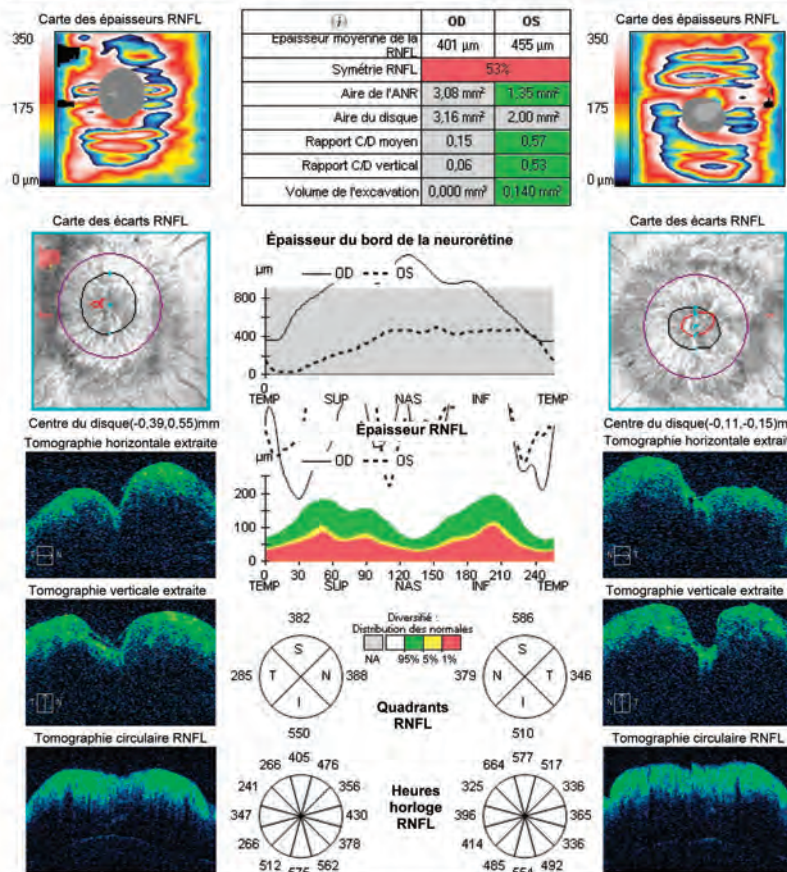 Carte des épaisseurs RNFL
350
175
0 µm
OD OS
Épaisseur moyenne de la RNFL 401 µm 455 µm
Symétrie RNFL 53%
Aire de l'ANR 3,08 mm² 1,35 mm²
Aire du disque 3,16 mm² 2,00 mm²
Rapport C/D moyen 0,15 0,57
Rapport C/D vertical 0,06 0,53
Volume de l'excavation 0,000 mm³ 0,140 mm³
Carte des épaisseurs RNFL
350
175
0 µm
Carte des écarts RNFL
Centre du disque(-0,39,0,55)mm
Carte des écarts RNFL
Centre du disque(-0,11,-0,15)m
Épaisseur du bord de la neurorétine
µm OD OS
800
400
0
TEMP SUP NAS INF TEMP
Épaisseur RNFL
µm OD OS
200
100
0
0 30 60 90 120 150 180 210 240
TEMP SUP NAS INF TEMP
Tomographie horizontale extraite
T N
Tomographie horizontale extrait
Tomographie verticale extraite
Tomographie verticale extraite
Tomographie circulaire RNFL
Tomographie circulaire RNFL
Diversifié :
Distribution des normales
NA 95% 5% 1%
382
285 S T N I 388
550
586
379 S N T I 346
510
Quadrants
RNFL
405
266 476
241 356
347 430
266 378
512 562
575
Heures
horloge
RNFL
577
664 517
325 336
396 365
414 336
485 492
554